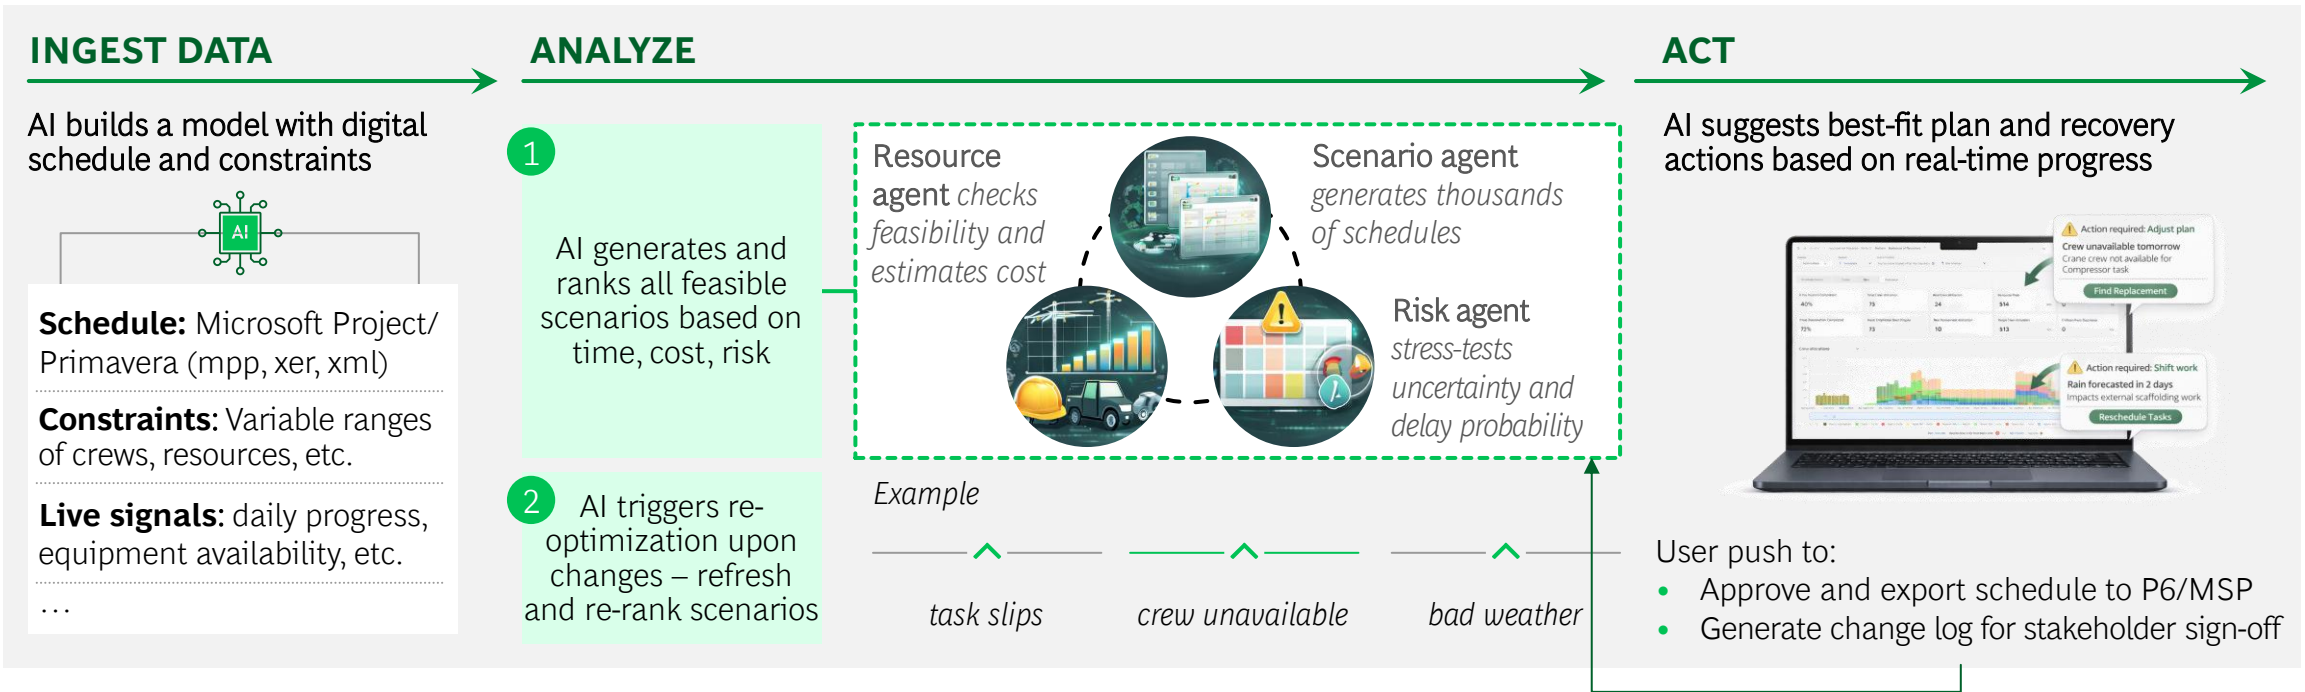 INGEST DATA
AI builds a model with digital
schedule and constraints
AI
Schedule: Microsoft Project/
Primavera (mpp, xer, xml)
Constraints: Variable ranges
of crews, resources, etc.
Live signals: daily progress,
equipment availability, etc.
...
ANALYZE
1
AI generates and
ranks all feasible
scenarios based on
time, cost, risk
Resource
agent checks
feasibility and
estimates cost
Scenario agent
generates thousands
of schedules
Risk agent
stress-tests
uncertainty and
delay probability
2
AI triggers re-
optimization upon
changes – refresh
and re-rank scenarios
Example
task slips
crew unavailable
bad weather
ACT
AI suggests best-fit plan and recovery
actions based on real-time progress
Action required: Adjust plan
Crew unavailable tomorrow
Crane crew not available for
Compressor task
Find Replacement
Action required: Shift work
Rain forecasted in 2 days
Impacts external scaffolding work
Reschedule Tasks
User push to:
• Approve and export schedule to P6/MSP
• Generate change log for stakeholder sign-off